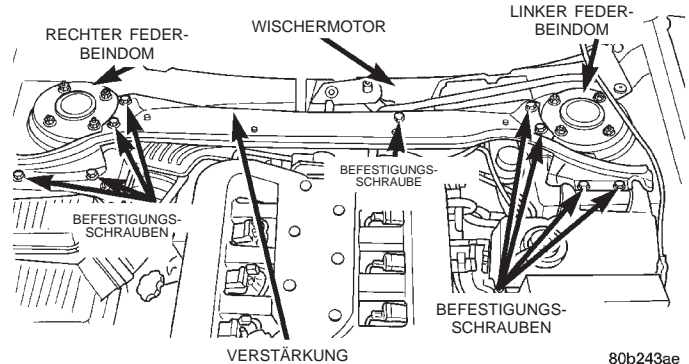 RECHTER FEDER-
BEINDOM
WISCHERMOTOR
LINKER FEDER-
BEINDOM
BEFESTIGUNGS-
SCHRAUBE
BEFESTIGUNGS-
SCHRAUBEN
BEFESTIGUNGS-
SCHRAUBEN
VERSTÄRKUNG
80b243ae